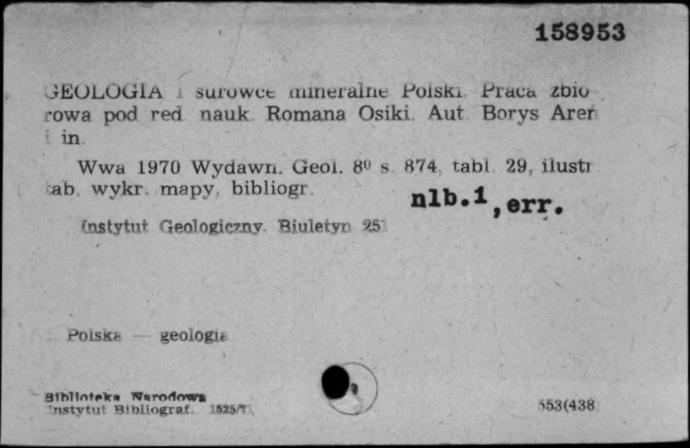 158953
GEOLOGIA i surowce mineralne Polski. Praca zbio
rowa pod red. nauk. Romana Osiki. Aut. Borys Areń
i in.
Wwa 1970 Wydawn. Geol. 8⁰ s. 874, tabl. 29, ilustr.
tab. wykr. mapy, bibliogr.
nlb.1, err.
Instytut Geologiczny. Biuletyn 251
Polska — geologia
Biblioteka Narodowa
Instytut Bibliograf. 1525/71
553(438)